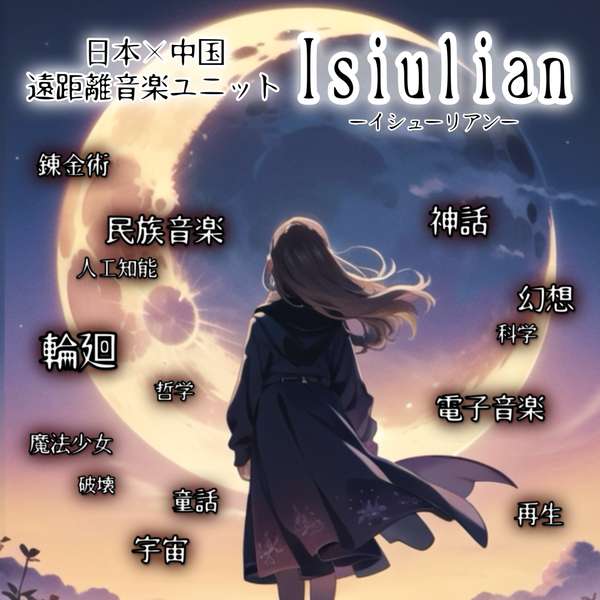 日本×中国
遠距離音楽ユニット
Isiulian
ーイシューリアンー
錬金術
民族音楽
人工知能
神話
幻想
科学
輪廻
哲学
電子音楽
魔法少女
破壊
童話
再生
宇宙